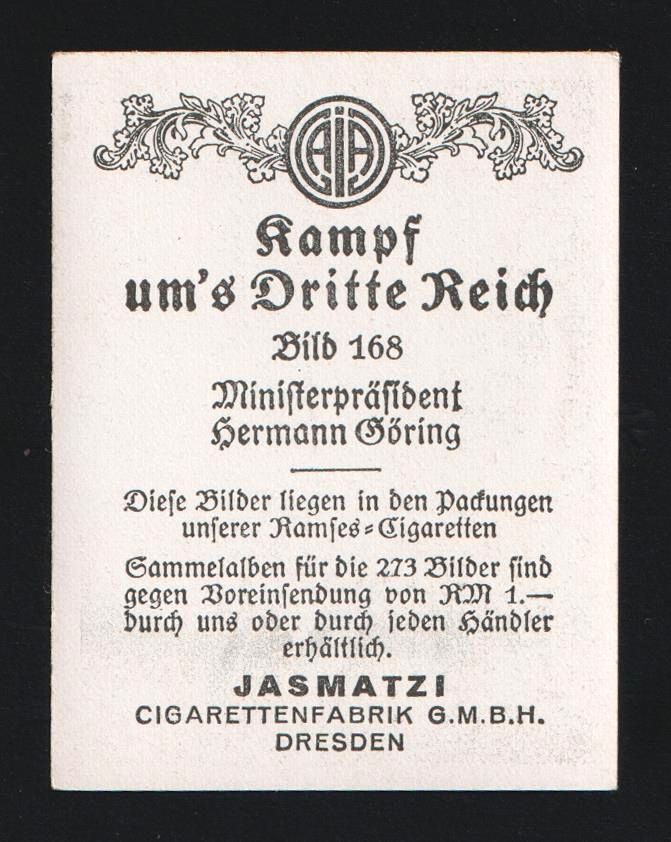 Kampf
um's Dritte Reich
Bild 168
Ministerpräsident
Hermann Göring
Diese Bilder liegen in den Packungen
unserer Ramses-Cigaretten
Sammelalben für die 273 Bilder sind
gegen Voreinsendung von RM 1.—
durch uns oder durch jeden Händler
erhältlich.
JASMATZI
CIGARETTENFABRIK G.M.B.H.
DRESDEN